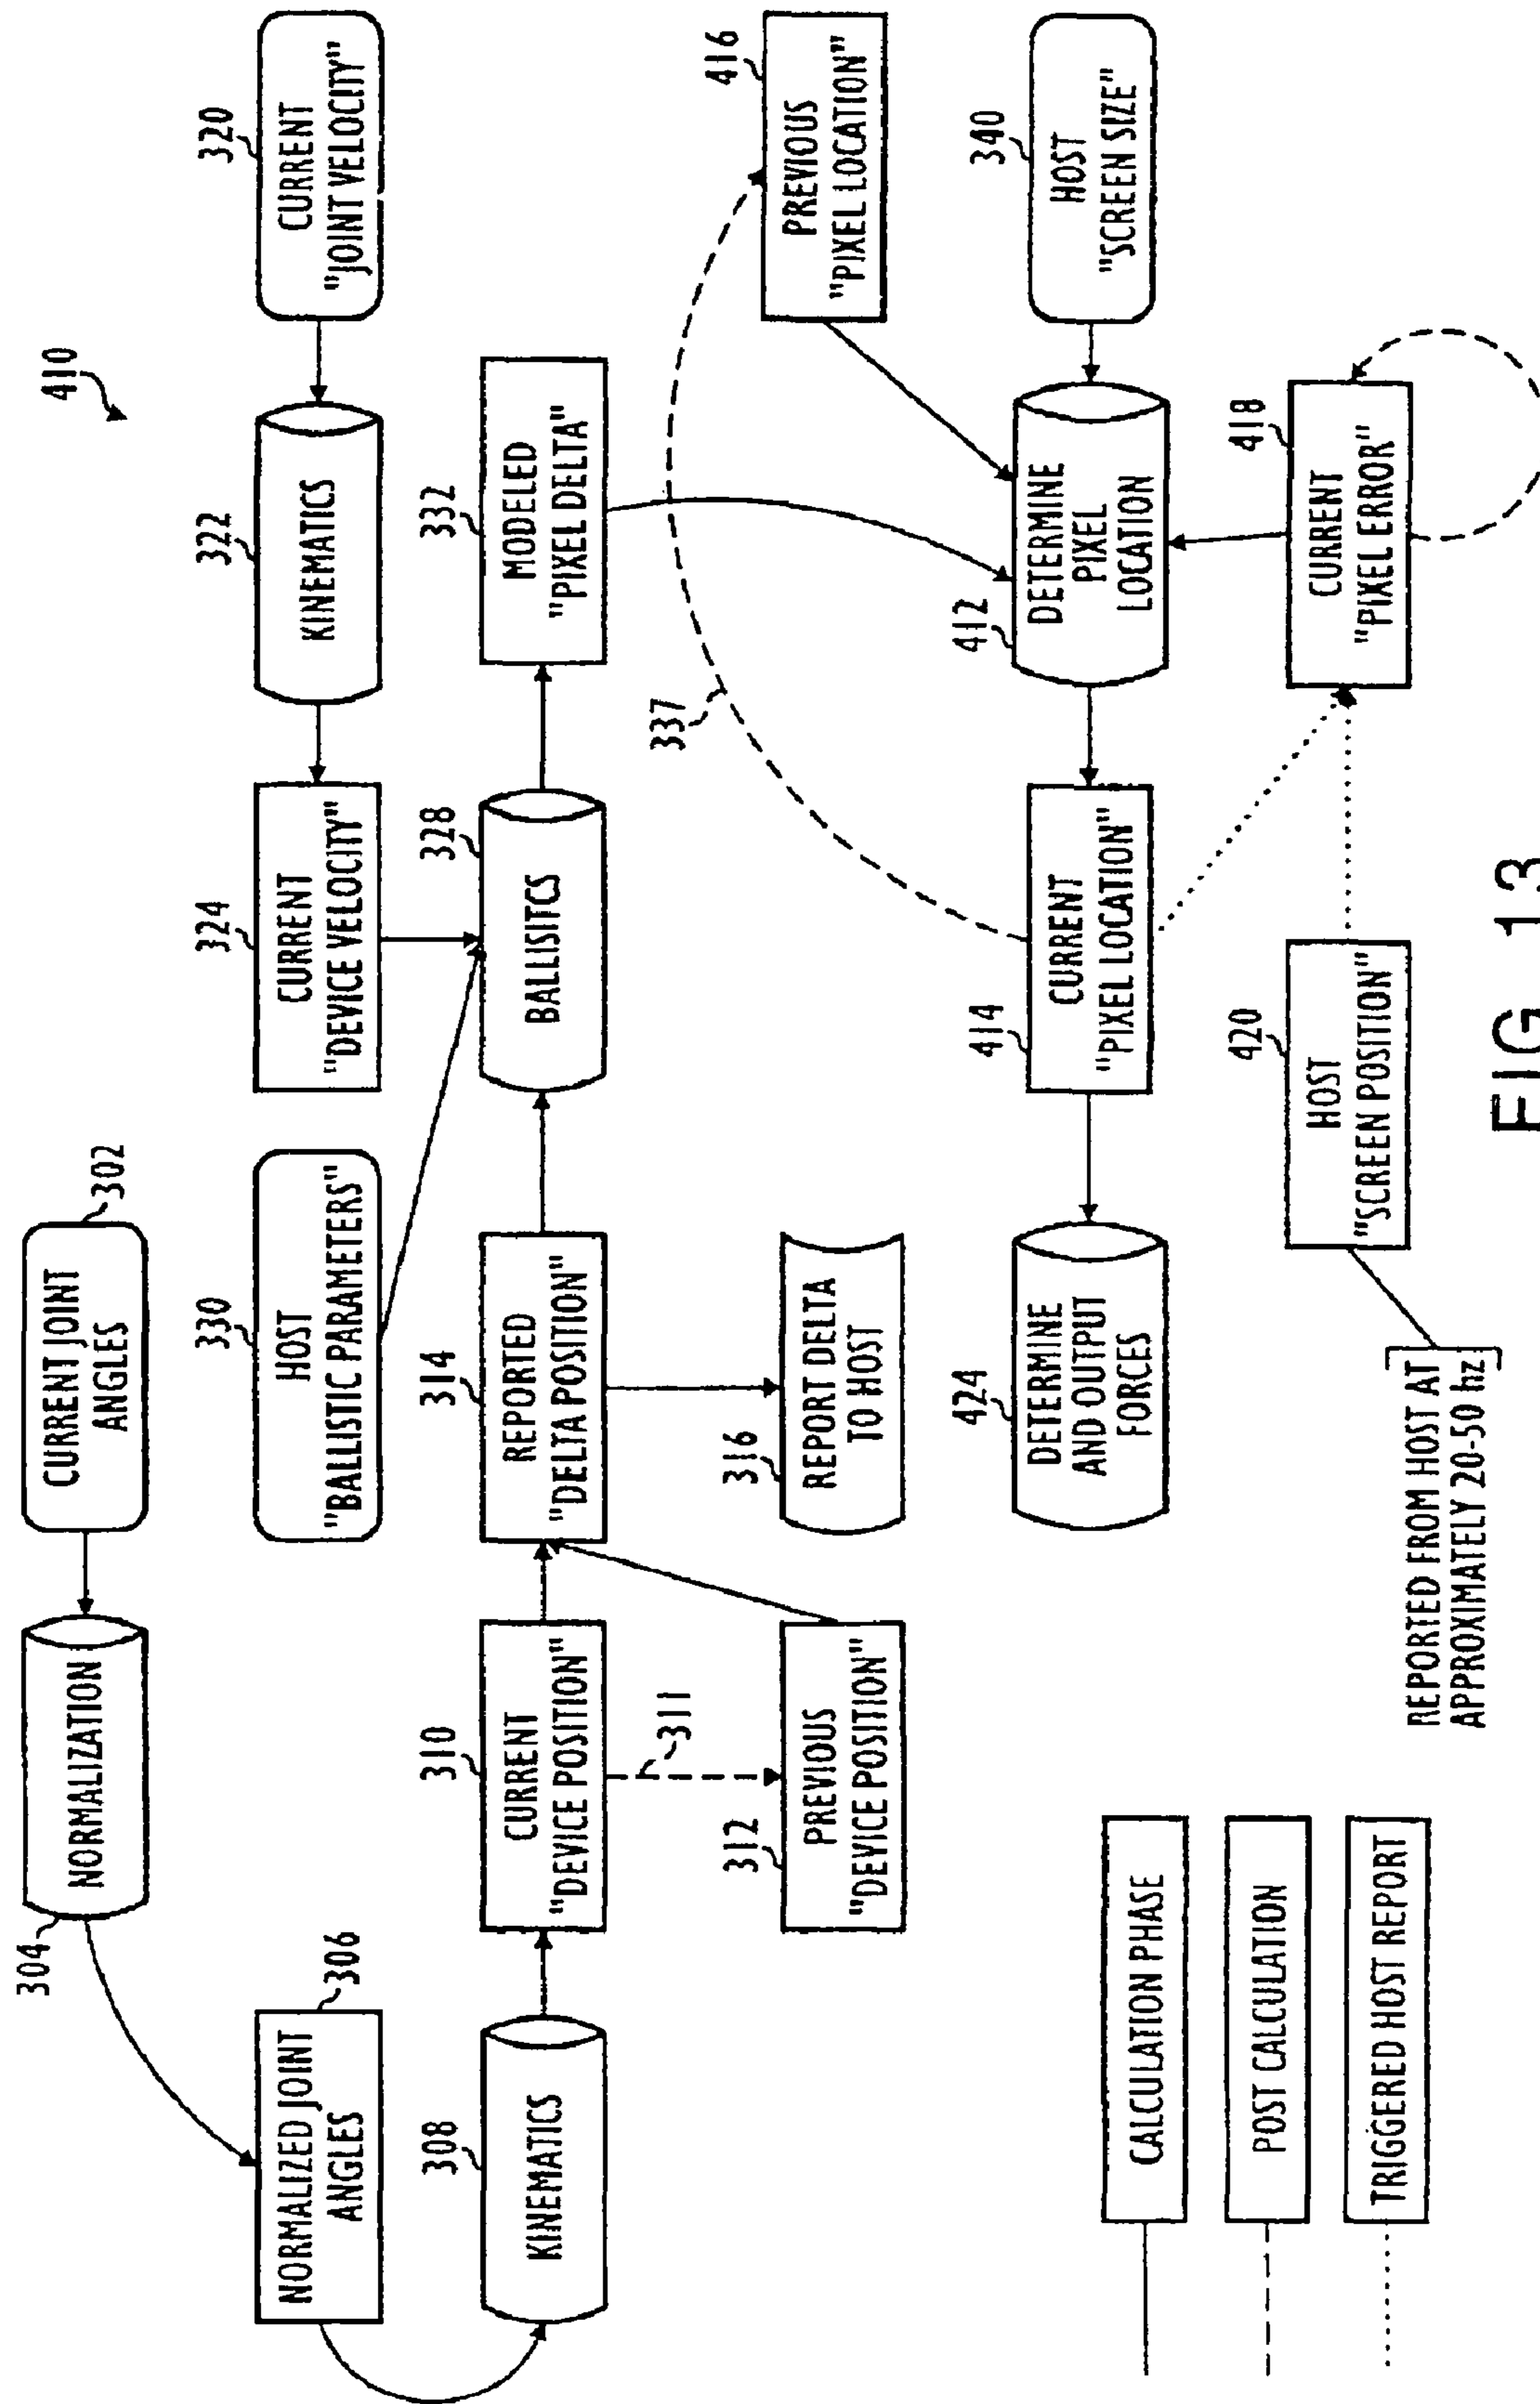 410
CURRENT JOINT
ANGLES
302
NORMALIZATION
304
NORMALIZED JOINT
ANGLES
306
HOST
"BALLISTIC PARAMETERS"
330
CURRENT
"DEVICE VELOCITY"
324
KINEMATICS
322
CURRENT
"JOINT VELOCITY"
320
KINEMATICS
308
CURRENT
"DEVICE POSITION"
310
311
REPORTED
"DELTA POSITION"
314
BALLISITCS
328
MODELED
"PIXEL DELTA"
332
PREVIOUS
"DEVICE POSITION"
312
REPORT DELTA
TO HOST
316
337
PREVIOUS
"PIXEL LOCATION"
416
DETERMINE
AND OUTPUT
FORCES
424
CURRENT
"PIXEL LOCATION"
414
DETERMINE
PIXEL
LOCATION
412
HOST
"SCREEN SIZE"
340
HOST
"SCREEN POSITION"
420
CURRENT
"PIXEL ERROR"
418
REPORTED FROM HOST AT
APPROXIMATELY 20-50 hz
CALCULATION PHASE
POST CALCULATION
TRIGGERED HOST REPORT
FIG. 13